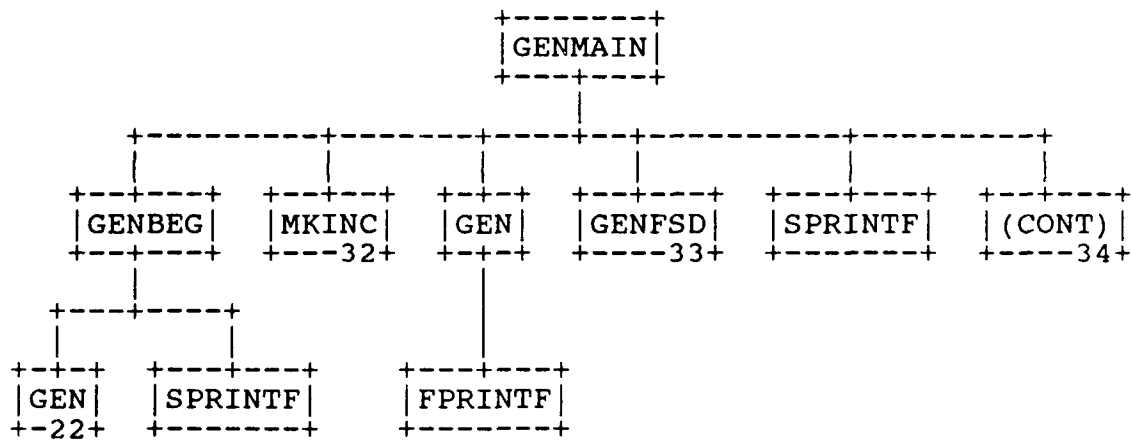 GENMAIN
GENBEG MKINC GEN GENFSD SPRINTF (CONT)
32 33 34
GEN SPRINTF FPRINTF
22